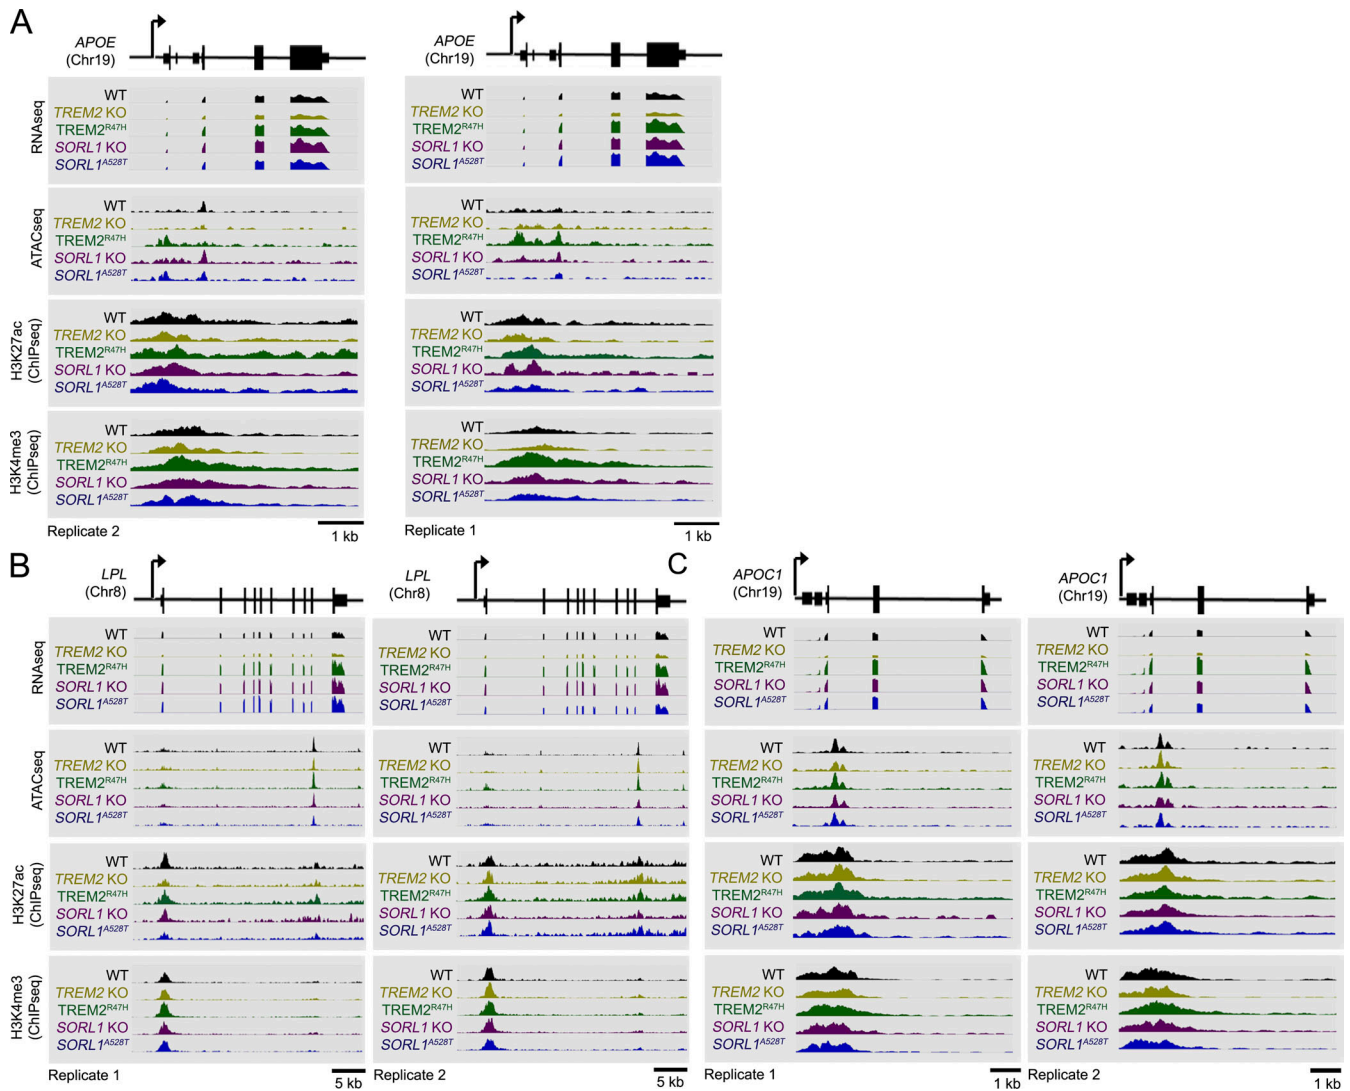 A
APOE
(Chr19)
RNAseq
WT
TREM2 KO
TREM2R47H
SORL1 KO
SORL1A528T
ATACseq
WT
TREM2 KO
TREM2R47H
SORL1 KO
SORL1A528T
H3K27ac
(ChIPseq)
WT
TREM2 KO
TREM2R47H
SORL1 KO
SORL1A528T
H3K4me3
(ChIPseq)
WT
TREM2 KO
TREM2R47H
SORL1 KO
SORL1A528T
Replicate 2
1 kb
APOE
(Chr19)
WT
TREM2 KO
TREM2R47H
SORL1 KO
SORL1A528T
WT
TREM2 KO
TREM2R47H
SORL1 KO
SORL1A528T
WT
TREM2 KO
TREM2R47H
SORL1 KO
SORL1A528T
WT
TREM2 KO
TREM2R47H
SORL1 KO
SORL1A528T
Replicate 1
1 kb
B
LPL
(Chr8)
RNAseq
WT
TREM2 KO
TREM2R47H
SORL1 KO
SORL1A528T
ATACseq
WT
TREM2 KO
TREM2R47H
SORL1 KO
SORL1A528T
H3K27ac
(ChIPseq)
WT
TREM2 KO
TREM2R47H
SORL1 KO
SORL1A528T
H3K4me3
(ChIPseq)
WT
TREM2 KO
TREM2R47H
SORL1 KO
SORL1A528T
Replicate 1
5 kb
LPL
(Chr8)
WT
TREM2 KO
TREM2R47H
SORL1 KO
SORL1A528T
WT
TREM2 KO
TREM2R47H
SORL1 KO
SORL1A528T
WT
TREM2 KO
TREM2R47H
SORL1 KO
SORL1A528T
WT
TREM2 KO
TREM2R47H
SORL1 KO
SORL1A528T
Replicate 2
5 kb
C
APOC1
(Chr19)
WT
TREM2 KO
TREM2R47H
SORL1 KO
SORL1A528T
WT
TREM2 KO
TREM2R47H
SORL1 KO
SORL1A528T
WT
TREM2 KO
TREM2R47H
SORL1 KO
SORL1A528T
WT
TREM2 KO
TREM2R47H
SORL1 KO
SORL1A528T
Replicate 1
1 kb
APOC1
(Chr19)
WT
TREM2 KO
TREM2R47H
SORL1 KO
SORL1A528T
WT
TREM2 KO
TREM2R47H
SORL1 KO
SORL1A528T
WT
TREM2 KO
TREM2R47H
SORL1 KO
SORL1A528T
WT
TREM2 KO
TREM2R47H
SORL1 KO
SORL1A528T
Replicate 2
1 kb